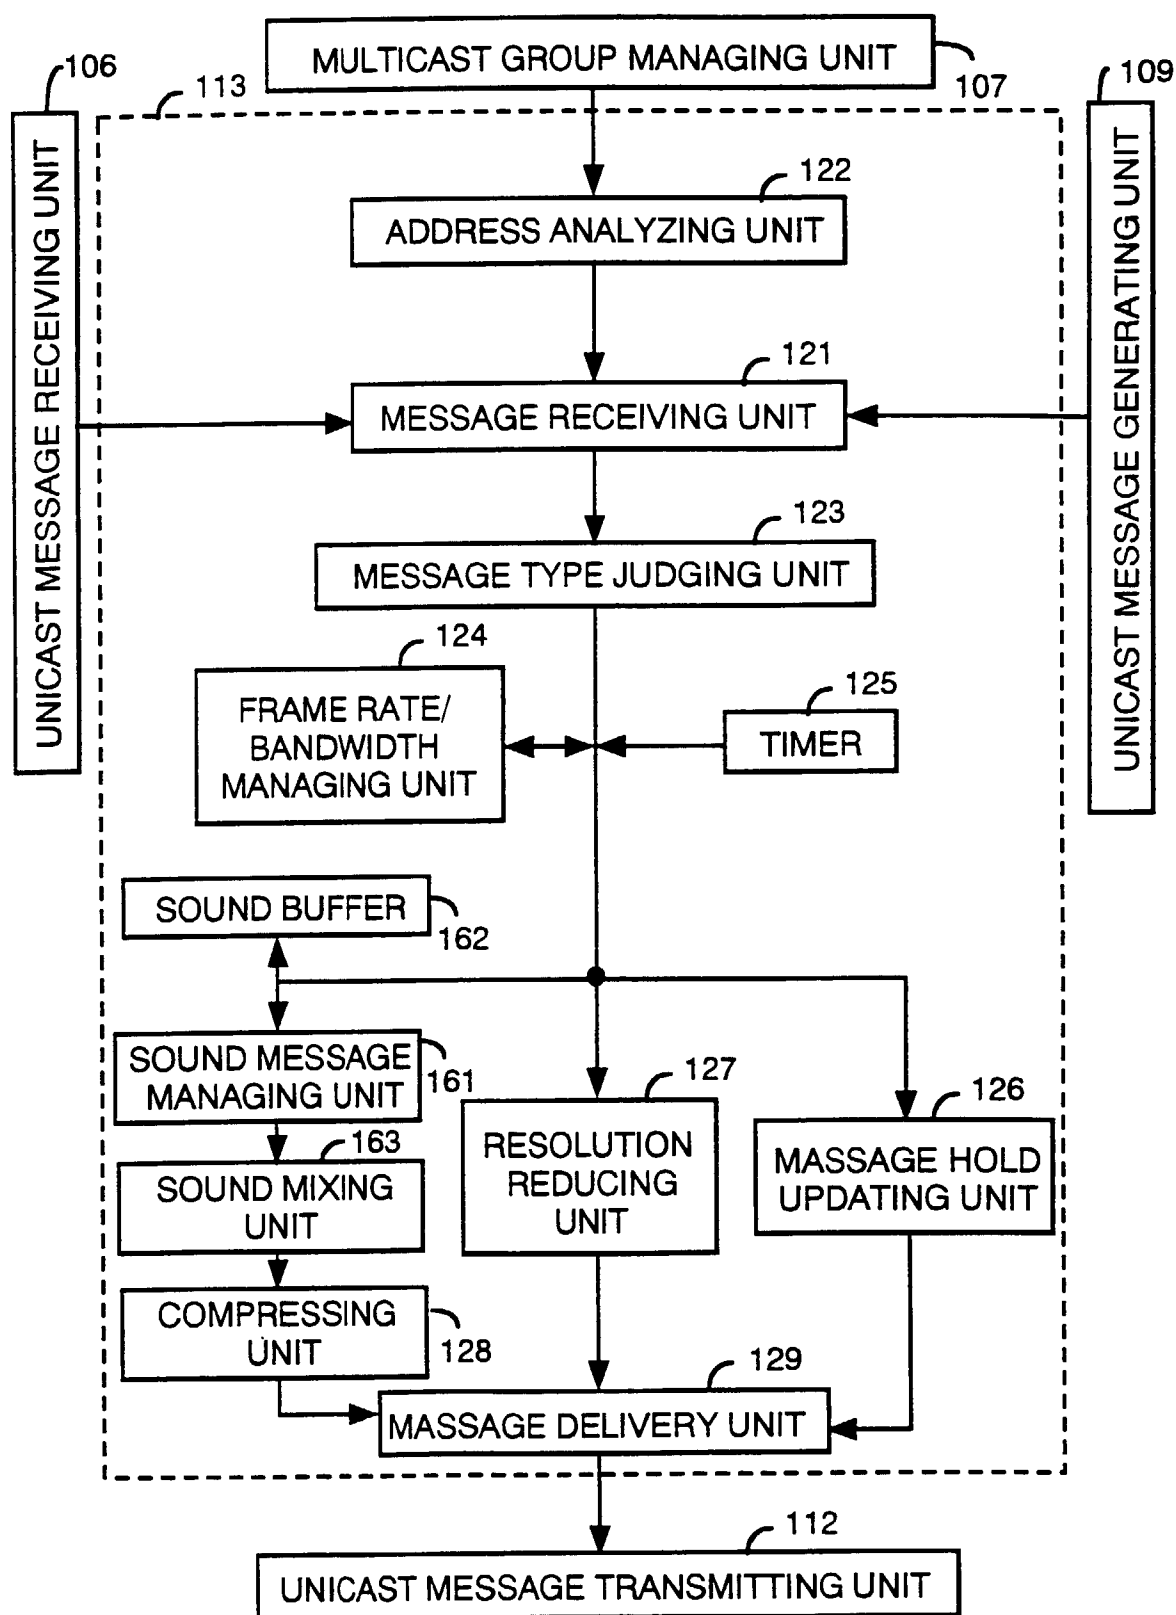 MULTICAST GROUP MANAGING UNIT
107
106
UNICAST MESSAGE RECEIVING UNIT
113
109
UNICAST MESSAGE GENERATING UNIT
122
ADDRESS ANALYZING UNIT
121
MESSAGE RECEIVING UNIT
123
MESSAGE TYPE JUDGING UNIT
124
FRAME RATE/
BANDWIDTH
MANAGING UNIT
125
TIMER
SOUND BUFFER
162
SOUND MESSAGE
MANAGING UNIT
161
163
SOUND MIXING
UNIT
COMPRESSING
UNIT
128
127
RESOLUTION
REDUCING
UNIT
126
MASSAGE HOLD
UPDATING UNIT
129
MASSAGE DELIVERY UNIT
112
UNICAST MESSAGE TRANSMITTING UNIT